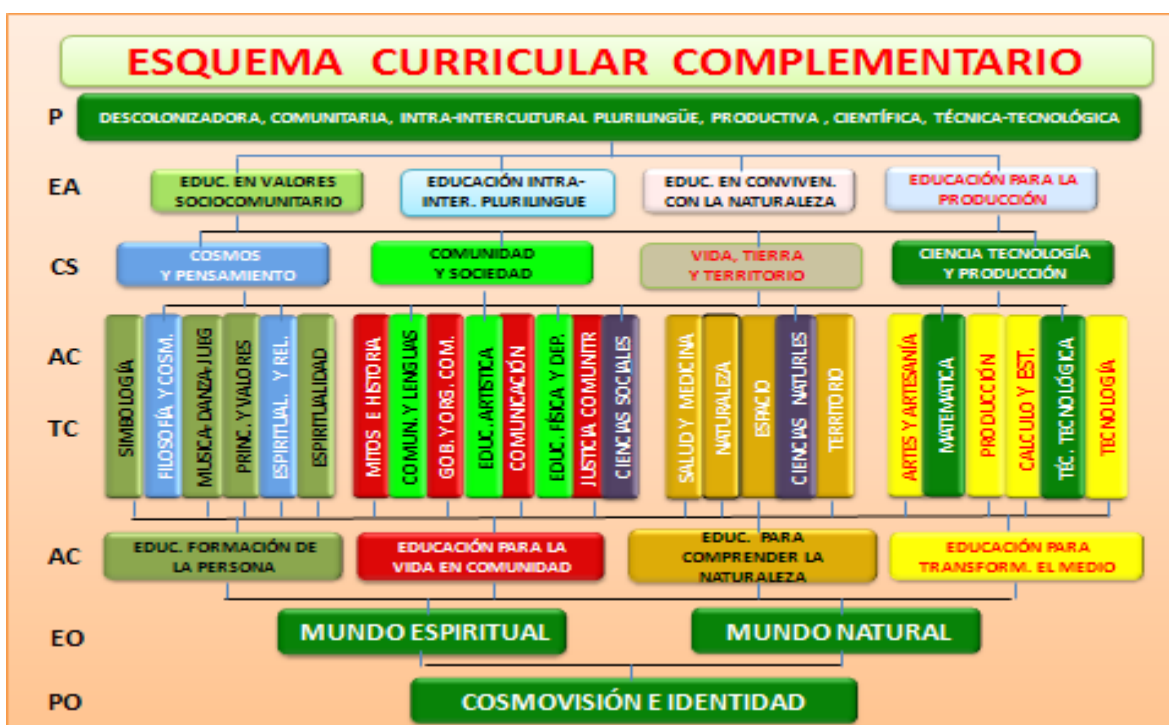 ESQUEMA CURRICULAR COMPLEMENTARIO
P
DESCOLONIZADORA, COMUNITARIA, INTRA-INTERCULTURAL PLURILINGÜE, PRODUCTIVA , CIENTÍFICA, TÉCNICA-TECNOLÓGICA
EA
EDUC. EN VALORES
SOCIOCOMUNITARIO
EDUCACIÓN INTRA-
INTER. PLURILINGUE
EDUC. EN CONVIVEN.
CON LA NATURALEZA
EDUCACIÓN PARA LA
PRODUCCIÓN
CS
COSMOS
Y PENSAMIENTO
COMUNIDAD
Y SOCIEDAD
VIDA, TIERRA
Y TERRITORIO
CIENCIA TECNOLOGÍA
Y PRODUCCIÓN
AC
TC
SIMBOLOGÍA
FILOSOFÍA Y COSM.
MUSICA-DANZA-JUEG
PRINC. Y VALORES
ESPIRITUAL. Y REL.
ESPIRITUALIDAD
MITOS E HISTORIA
COMUN. Y LENGUAS
GOB. Y ORG. COM.
EDUC. ARTISTICA
COMUNICACIÓN
EDUC. FÍSICA Y DEP.
JUSTICIA COMUNITR
CIENCIAS SOCIALES
SALUD Y MEDICINA
NATURALEZA
ESPACIO
CIENCIAS NATURLES
TERRITORIO
ARTES Y ARTESANÍA
MATEMATICA
PRODUCCIÓN
CALCULO Y EST.
TÉC. TECNOLÓGICA
TECNOLOGÍA
AC
EDUC. FORMACIÓN DE
LA PERSONA
EDUCACIÓN PARA LA
VIDA EN COMUNIDAD
EDUC. PARA
COMPRENDER LA
NATURALEZA
EDUCACIÓN PARA
TRANSFORM. EL MEDIO
EO
MUNDO ESPIRITUAL
MUNDO NATURAL
PO
COSMOVISIÓN E IDENTIDAD